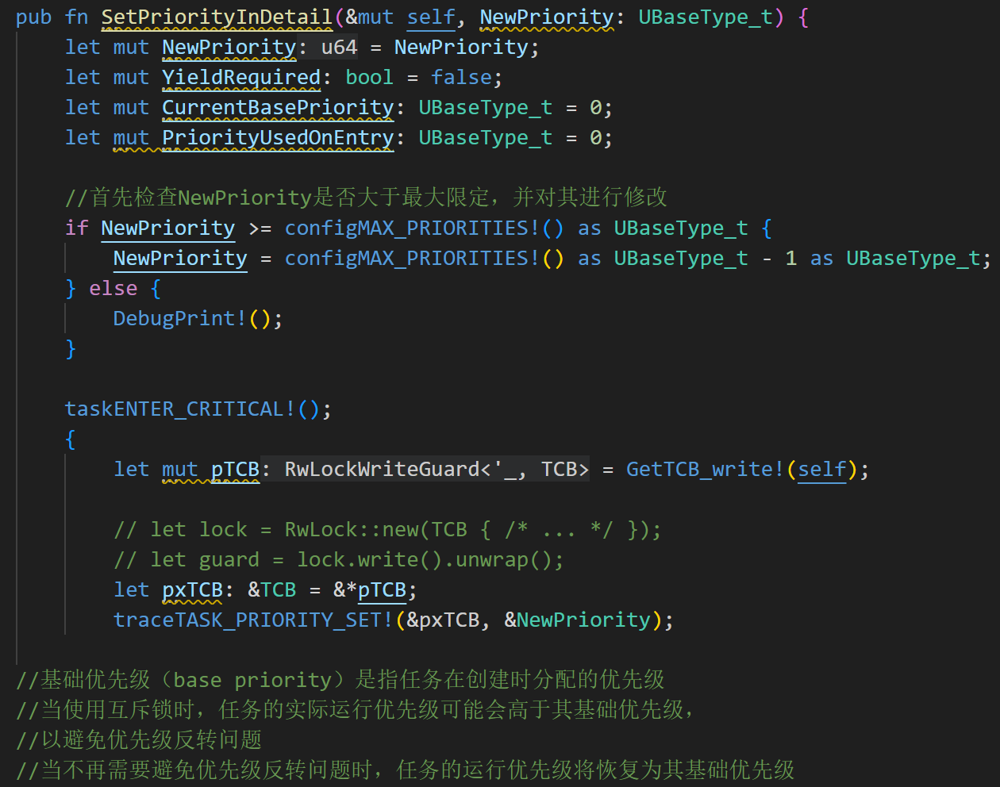 pub fn SetPriorityInDetail(&mut self, NewPriority: UBaseType_t) {
    let mut NewPriority: u64 = NewPriority;
    let mut YieldRequired: bool = false;
    let mut CurrentBasePriority: UBaseType_t = 0;
    let mut PriorityUsedOnEntry: UBaseType_t = 0;
    //首先检查NewPriority是否大于最大限定，并对其进行修改
    if NewPriority >= configMAX_PRIORITIES!() as UBaseType_t {
        NewPriority = configMAX_PRIORITIES!() as UBaseType_t - 1 as UBaseType_t;
    } else {
        DebugPrint!();
    }
    taskENTER_CRITICAL!();
    {
        let mut pTCB: RwLockWriteGuard<'_, TCB> = GetTCB_write!(self);
        // let lock = RwLock::new(TCB { /* ... */ });
        // let guard = lock.write().unwrap();
        let pxTCB: &TCB = &*pTCB;
        traceTASK_PRIORITY_SET!(&pxTCB, &NewPriority);
//基础优先级（base priority）是指任务在创建时分配的优先级
//当使用互斥锁时，任务的实际运行优先级可能会高于其基础优先级，
//以避免优先级反转问题
//当不再需要避免优先级反转问题时，任务的运行优先级将恢复为其基础优先级